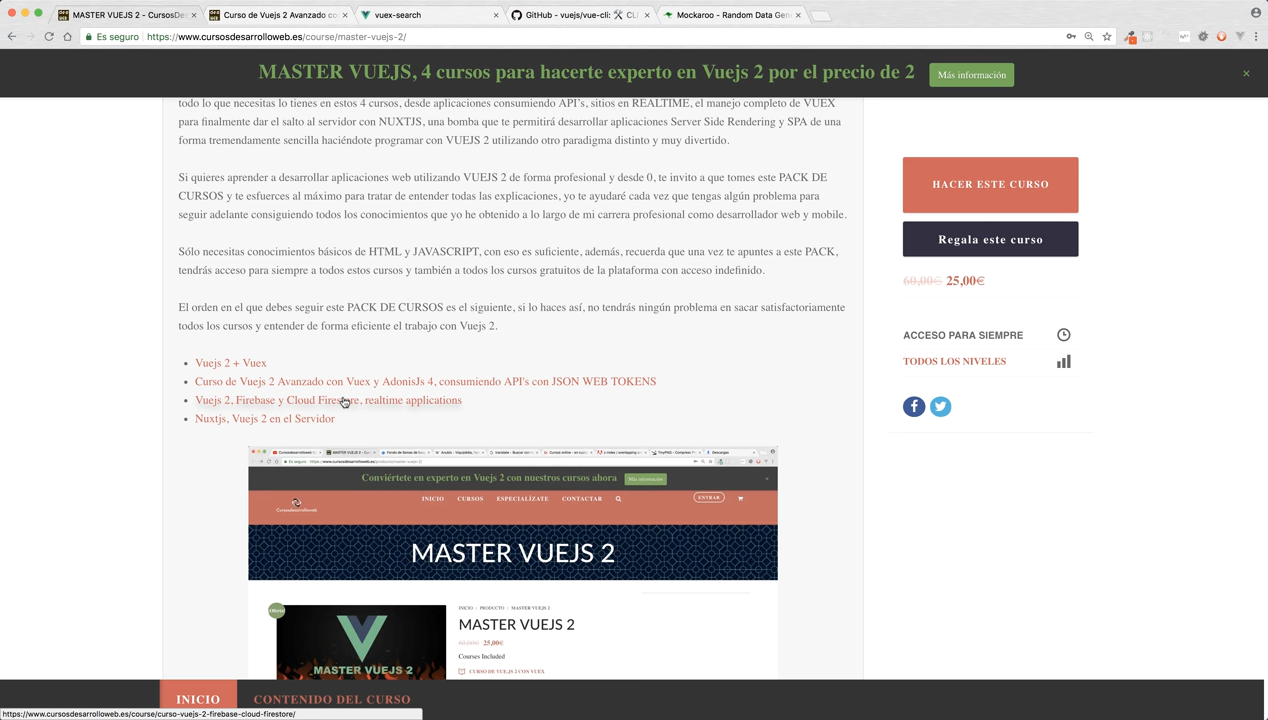 MASTER VUEJS 2 - CursosDes
Curso de Vuejs 2 Avanzado co
vuex-search
GitHub - vuejs/vue-cli: 🛠 CL
Mockaroo - Random Data Gen
Es seguro
https://www.cursosdesarrolloweb.es/course/master-vuejs-2/
MASTER VUEJS, 4 cursos para hacerte experto en Vuejs 2 por el precio de 2
Más información
×
todo lo que necesitas lo tienes en estos 4 cursos, desde aplicaciones consumiendo API's, sitios en REALTIME, el manejo completo de VUEX
para finalmente dar el salto al servidor con NUXTJS, una bomba que te permitirá desarrollar aplicaciones Server Side Rendering y SPA de una
forma tremendamente sencilla haciéndote programar con VUEJS 2 utilizando otro paradigma distinto y muy divertido.
Si quieres aprender a desarrollar aplicaciones web utilizando VUEJS 2 de forma profesional y desde 0, te invito a que tomes este PACK DE
CURSOS y te esfuerces al máximo para tratar de entender todas las explicaciones, yo te ayudaré cada vez que tengas algún problema para
seguir adelante consiguiendo todos los conocimientos que yo he obtenido a lo largo de mi carrera profesional como desarrollador web y mobile.
Sólo necesitas conocimientos básicos de HTML y JAVASCRIPT, con eso es suficiente, además, recuerda que una vez te apuntes a este PACK,
tendrás acceso para siempre a todos estos cursos y también a todos los cursos gratuitos de la plataforma con acceso indefinido.
El orden en el que debes seguir este PACK DE CURSOS es el siguiente, si lo haces así, no tendrás ningún problema en sacar satisfactoriamente
todos los cursos y entender de forma eficiente el trabajo con Vuejs 2.
Vuejs 2 + Vuex
Curso de Vuejs 2 Avanzado con Vuex y AdonisJs 4, consumiendo API's con JSON WEB TOKENS
Vuejs 2, Firebase y Cloud Firestore, realtime applications
Nuxtjs, Vuejs 2 en el Servidor
HACER ESTE CURSO
Regala este curso
60,00€ 25,00€
ACCESO PARA SIEMPRE
TODOS LOS NIVELES
Es seguro
Conviértete en experto en Vuejs 2 con nuestros cursos ahora
Más información
Cursosdesarrolloweb
INICIO
CURSOS
ESPECIALÍZATE
CONTACTAR
ENTRAR
MASTER VUEJS 2
¡Oferta!
MASTER VUEJS 2
INICIO
PRODUCTO
MASTER VUEJS 2
MASTER VUEJS 2
60,00€ 25,00€
Courses Included
CURSO DE VUEJS 2 CON VUEX
INICIO
CONTENIDO DEL CURSO
https://www.cursosdesarrolloweb.es/course/curso-vuejs-2-firebase-cloud-firestore/